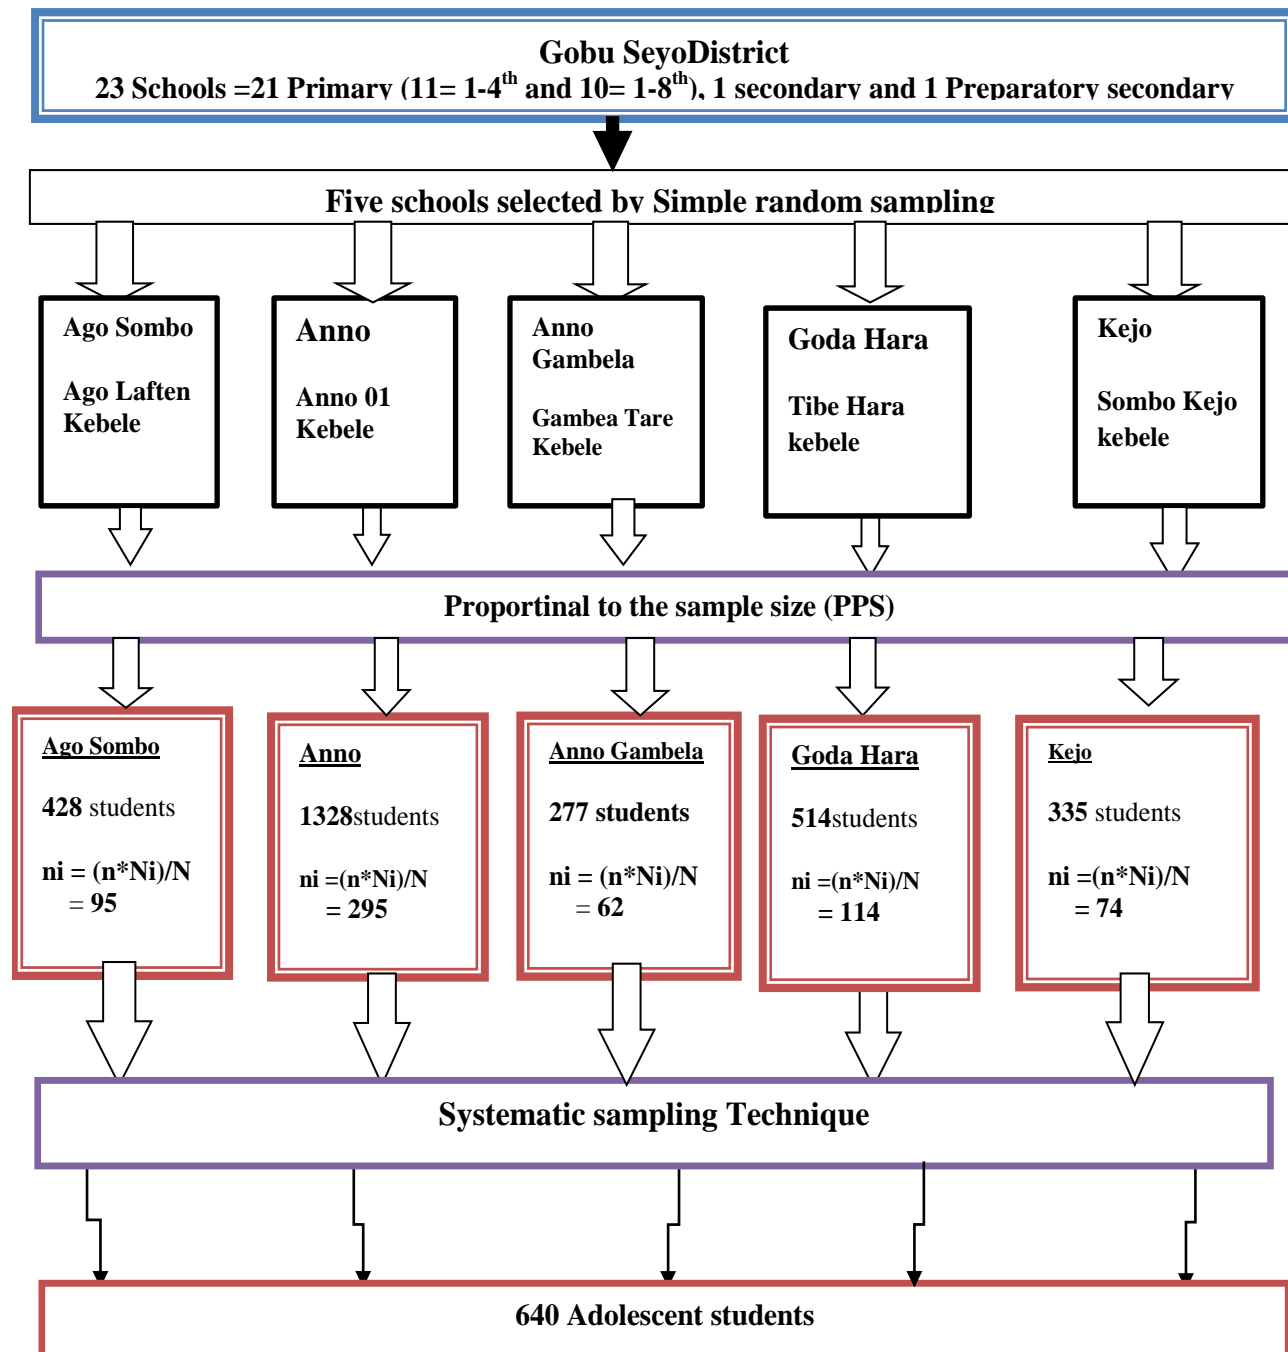 Gobu SeyoDistrict
23 Schools =21 Primary (11= 1-4th and 10= 1-8th), 1 secondary and 1 Preparatory secondary
Five schools selected by Simple random sampling
Ago Sombo
Ago Laften
Kebele
Anno
Anno 01
Kebele
Anno
Gambela
Gambea Tare
Kebele
Goda Hara
Tibe Hara
kebele
Kejo
Sombo Kejo
kebele
Proportinal to the sample size (PPS)
Ago Sombo
428 students
ni = (n*Ni)/N
= 95
Anno
1328students
ni =(n*Ni)/N
= 295
Anno Gambela
277 students
ni = (n*Ni)/N
= 62
Goda Hara
514students
ni =(n*Ni)/N
= 114
Kejo
335 students
ni =(n*Ni)/N
= 74
Systematic sampling Technique
640 Adolescent students